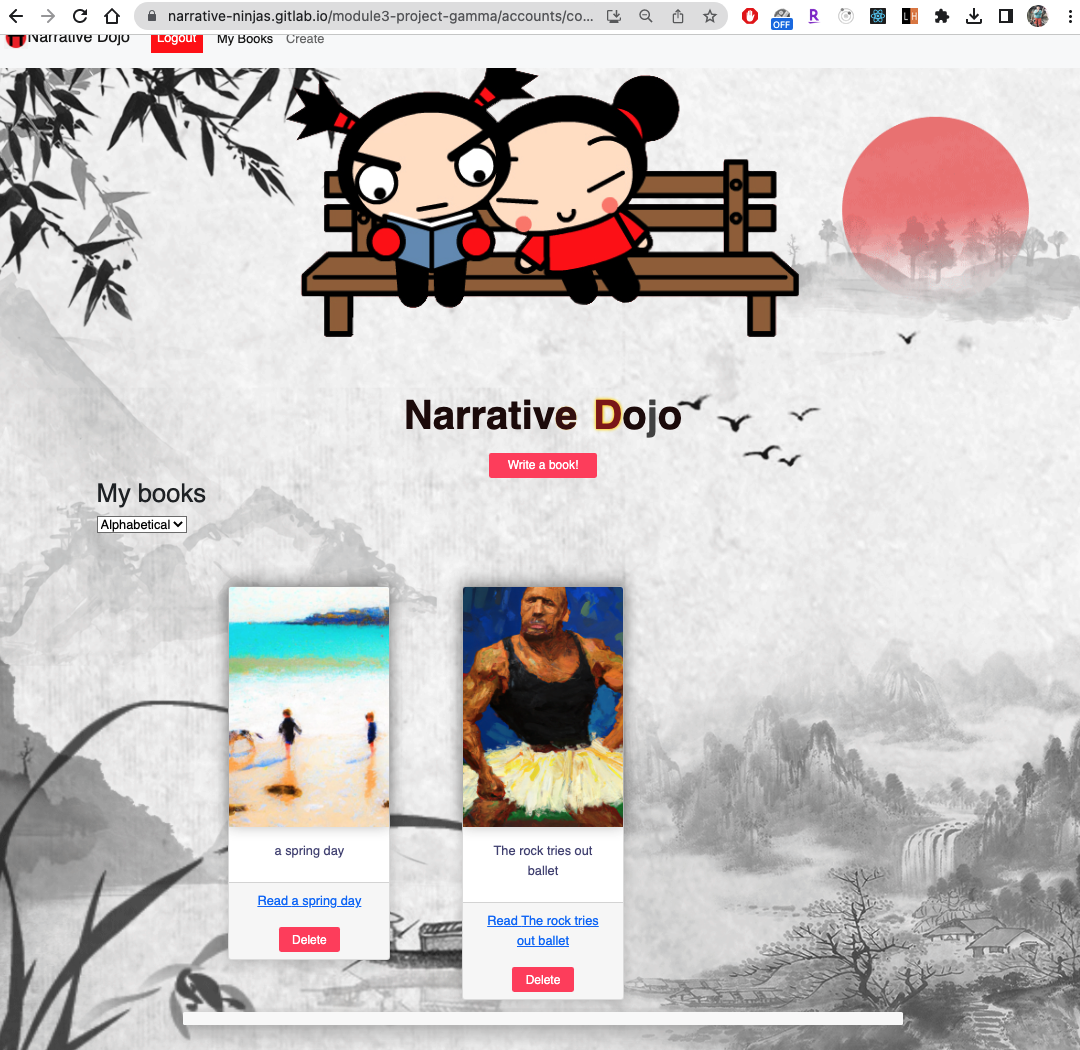 narrative-ninjas.gitlab.io/module3-project-gamma/accounts/co...
OFF
R
L H
Narrative Dojo Logout My Books Create
Narrative Dojo
Write a book!
My books
Alphabetical
a spring day
Read a spring day
Delete
The rock tries out
ballet
Read The rock tries
out ballet
Delete